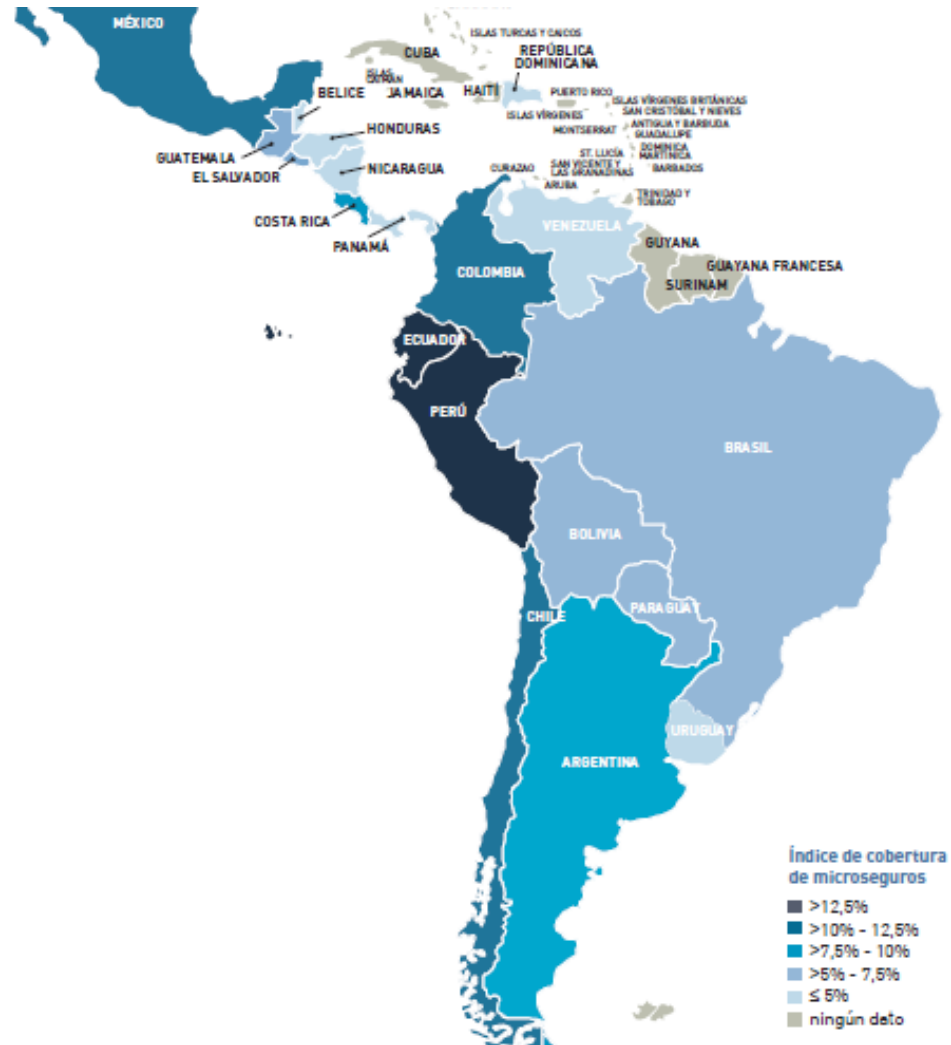 MÉXICO
ISLAS TURCAS Y CAICOS
CUBA
REPÚBLICA
DOMINICANA
ISLAS
CAIMÁN
BELICE
JAMAICA
HAITÍ
PUERTO RICO
ISLAS VÍRGENES BRITÁNICAS
ISLAS VÍRGENES
SAN CRISTÓBAL Y NIEVES
HONDURAS
MONTSERRAT
ANTIGUA Y BARBUDA
GUADALUPE
GUATEMALA
DOMINICA
ST. LUCÍA
MARTINICA
EL SALVADOR
NICARAGUA
CURAZAO
SAN VICENTE Y
LAS GRANADINAS
BARBADOS
ARUBA
TRINIDAD Y
TOBAGO
COSTA RICA
PANAMÁ
VENEZUELA
GUYANA
COLOMBIA
GUAYANA FRANCESA
SURINAM
ECUADOR
PERÚ
BRASIL
BOLIVIA
PARAGUAY
CHILE
URUGUAY
ARGENTINA
Índice de cobertura
de microseguros
>12,5%
>10% - 12,5%
>7,5% - 10%
>5% - 7,5%
≤ 5%
ningún dato